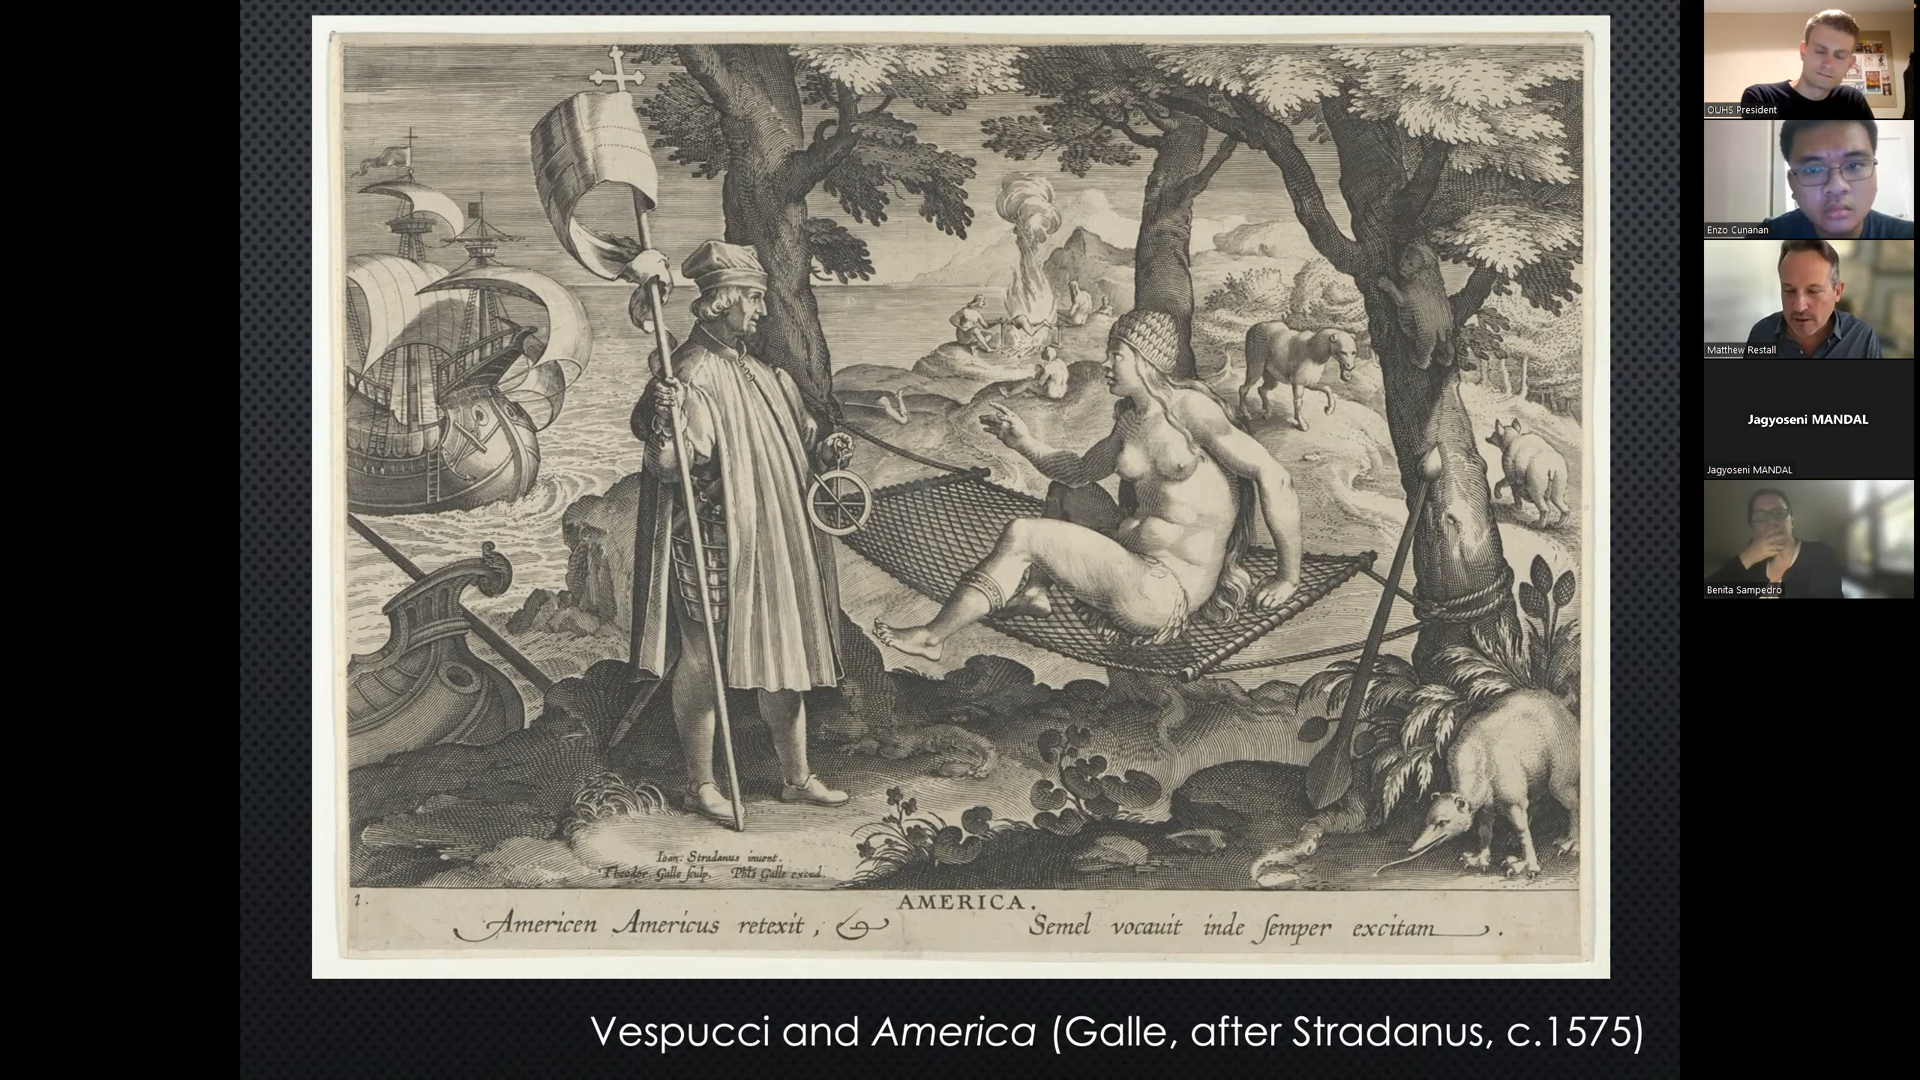 Ioan. Stradanus invent.
Theodor. Galle sculp. Phls Galle excud.
1.
AMERICA.
Americen Americus retexit, &
Semel vocauit inde semper excitam.
Vespucci and America (Galle, after Stradanus, c.1575)
OUHS President
Enzo Cunanan
Matthew Restall
Jagyoseni MANDAL
Jagyoseni MANDAL
Benita Sampedro